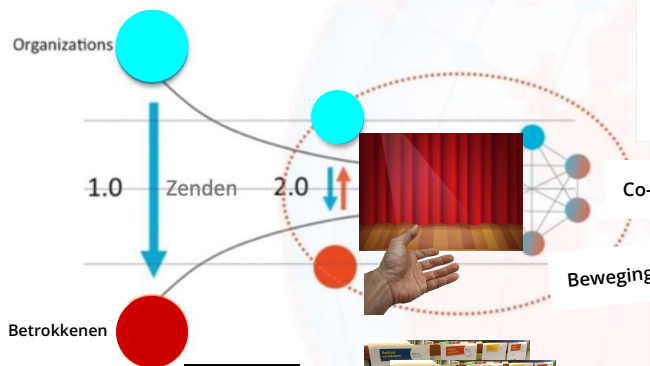 Organizations
1.0
Zenden
2.0
Co-
Beweging
Betrokkenen